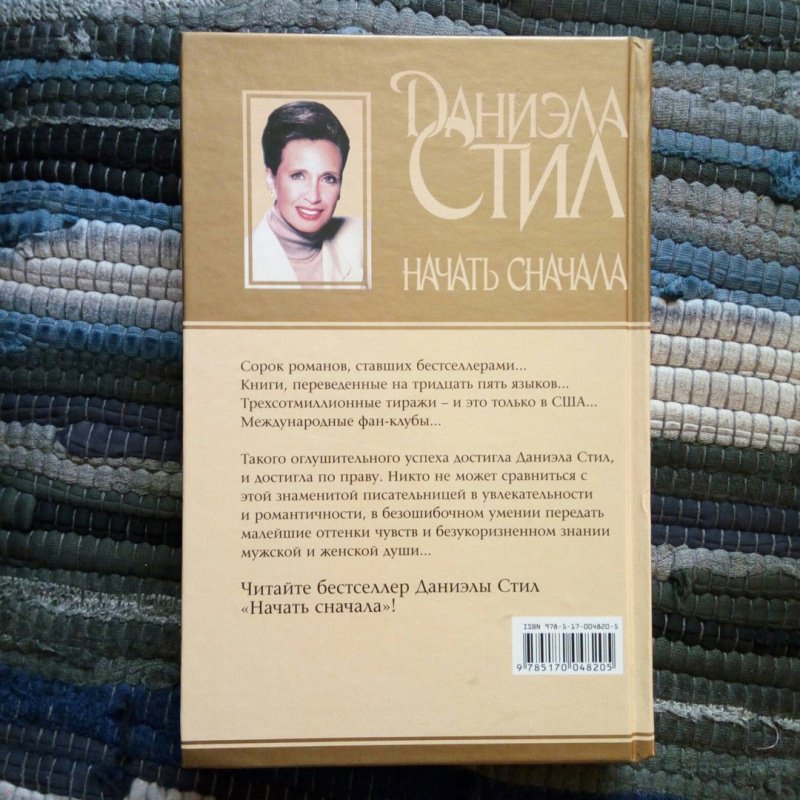 Даниэла
Стил
начать сначала
Сорок романов, ставших бестселлерами...
Книги, переведенные на тридцать пять языков...
Трехсотмиллионные тиражи – и это только в США...
Международные фан-клубы...
Такого оглушительного успеха достигла Даниэла Стил,
и достигла по праву. Никто не может сравниться с
этой знаменитой писательницей в увлекательности
и романтичности, в безошибочном умении передать
малейшие оттенки чувств и безукоризненном знании
мужской и женской души...
Читайте бестселлер Даниэлы Стил
«Начать сначала»!
ISBN 978-5-17-004820-5
9 785170 048205